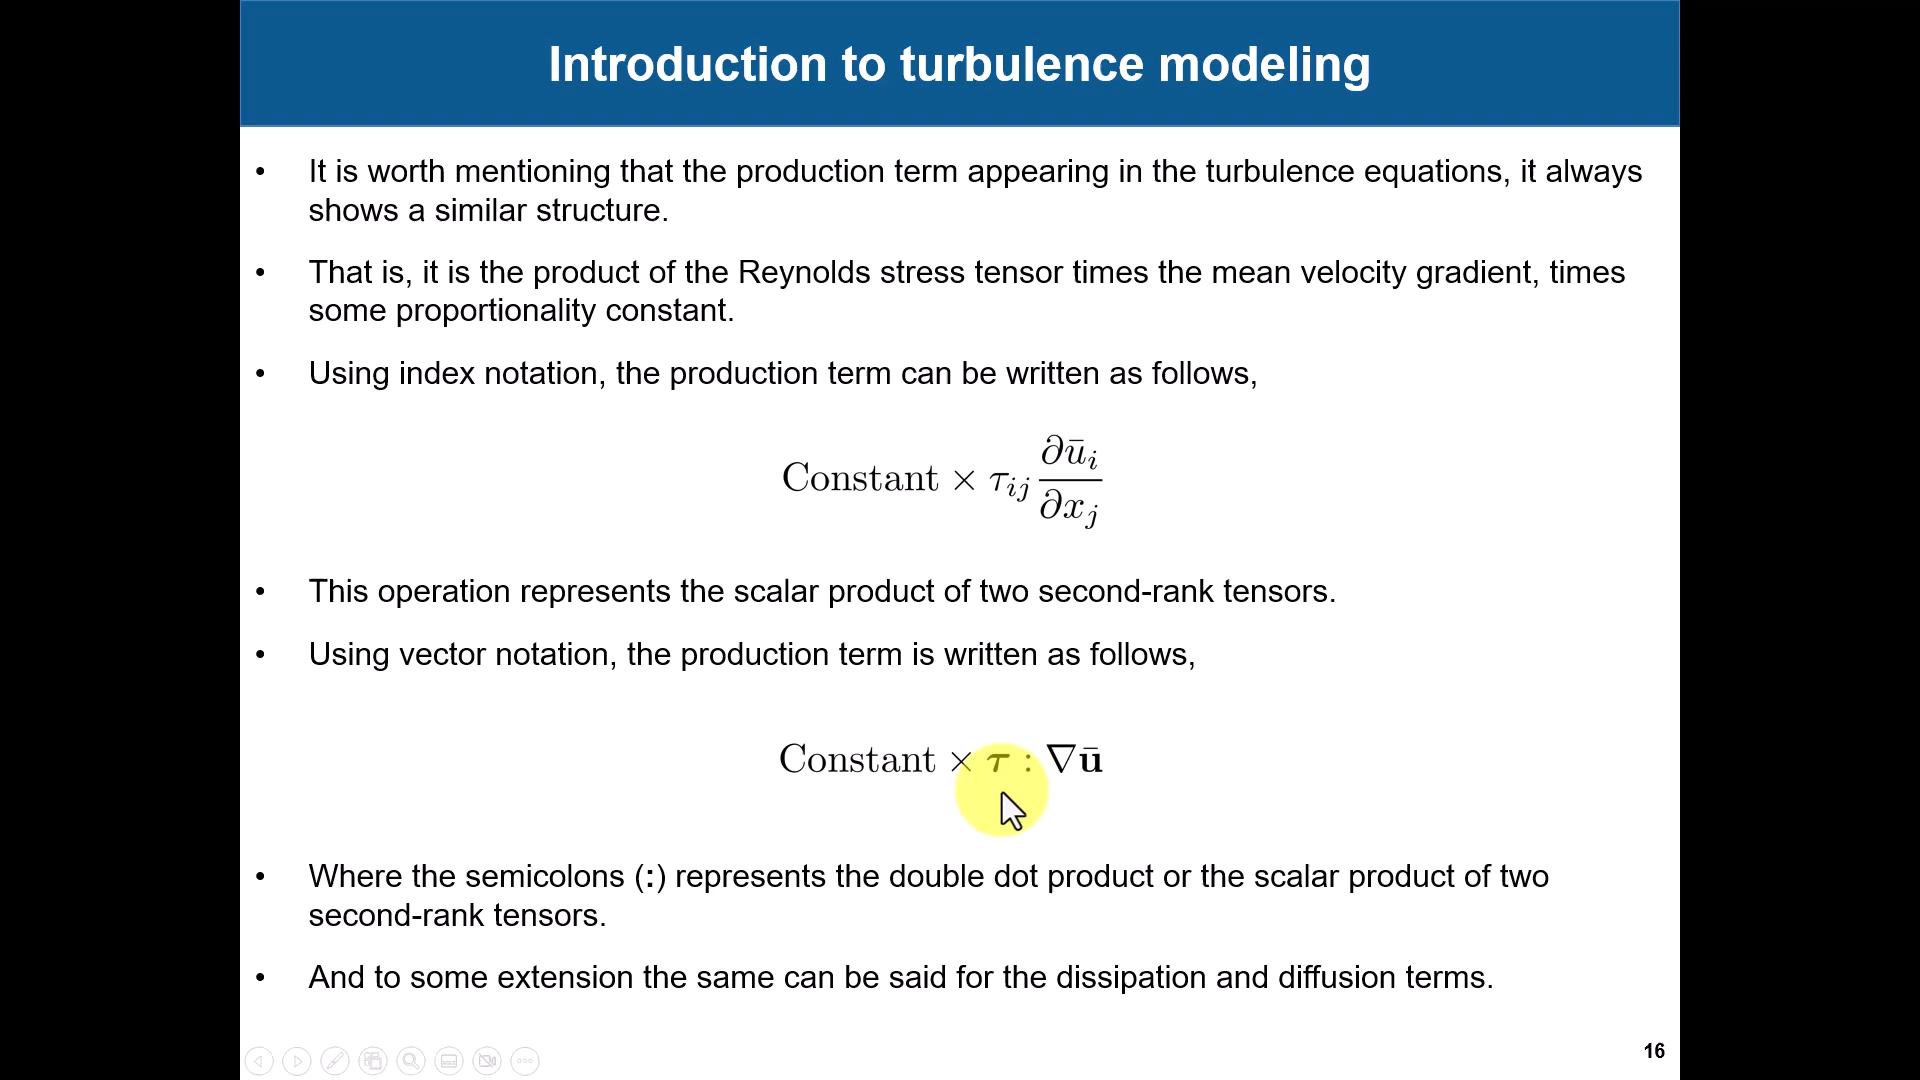 Introduction to turbulence modeling
• It is worth mentioning that the production term appearing in the turbulence equations, it always
shows a similar structure.
• That is, it is the product of the Reynolds stress tensor times the mean velocity gradient, times
some proportionality constant.
• Using index notation, the production term can be written as follows,
Constant × τ_{ij} ∂ū_i / ∂x_j
• This operation represents the scalar product of two second-rank tensors.
• Using vector notation, the production term is written as follows,
Constant × τ : ∇ū
• Where the semicolons (:) represents the double dot product or the scalar product of two
second-rank tensors.
• And to some extension the same can be said for the dissipation and diffusion terms.
16